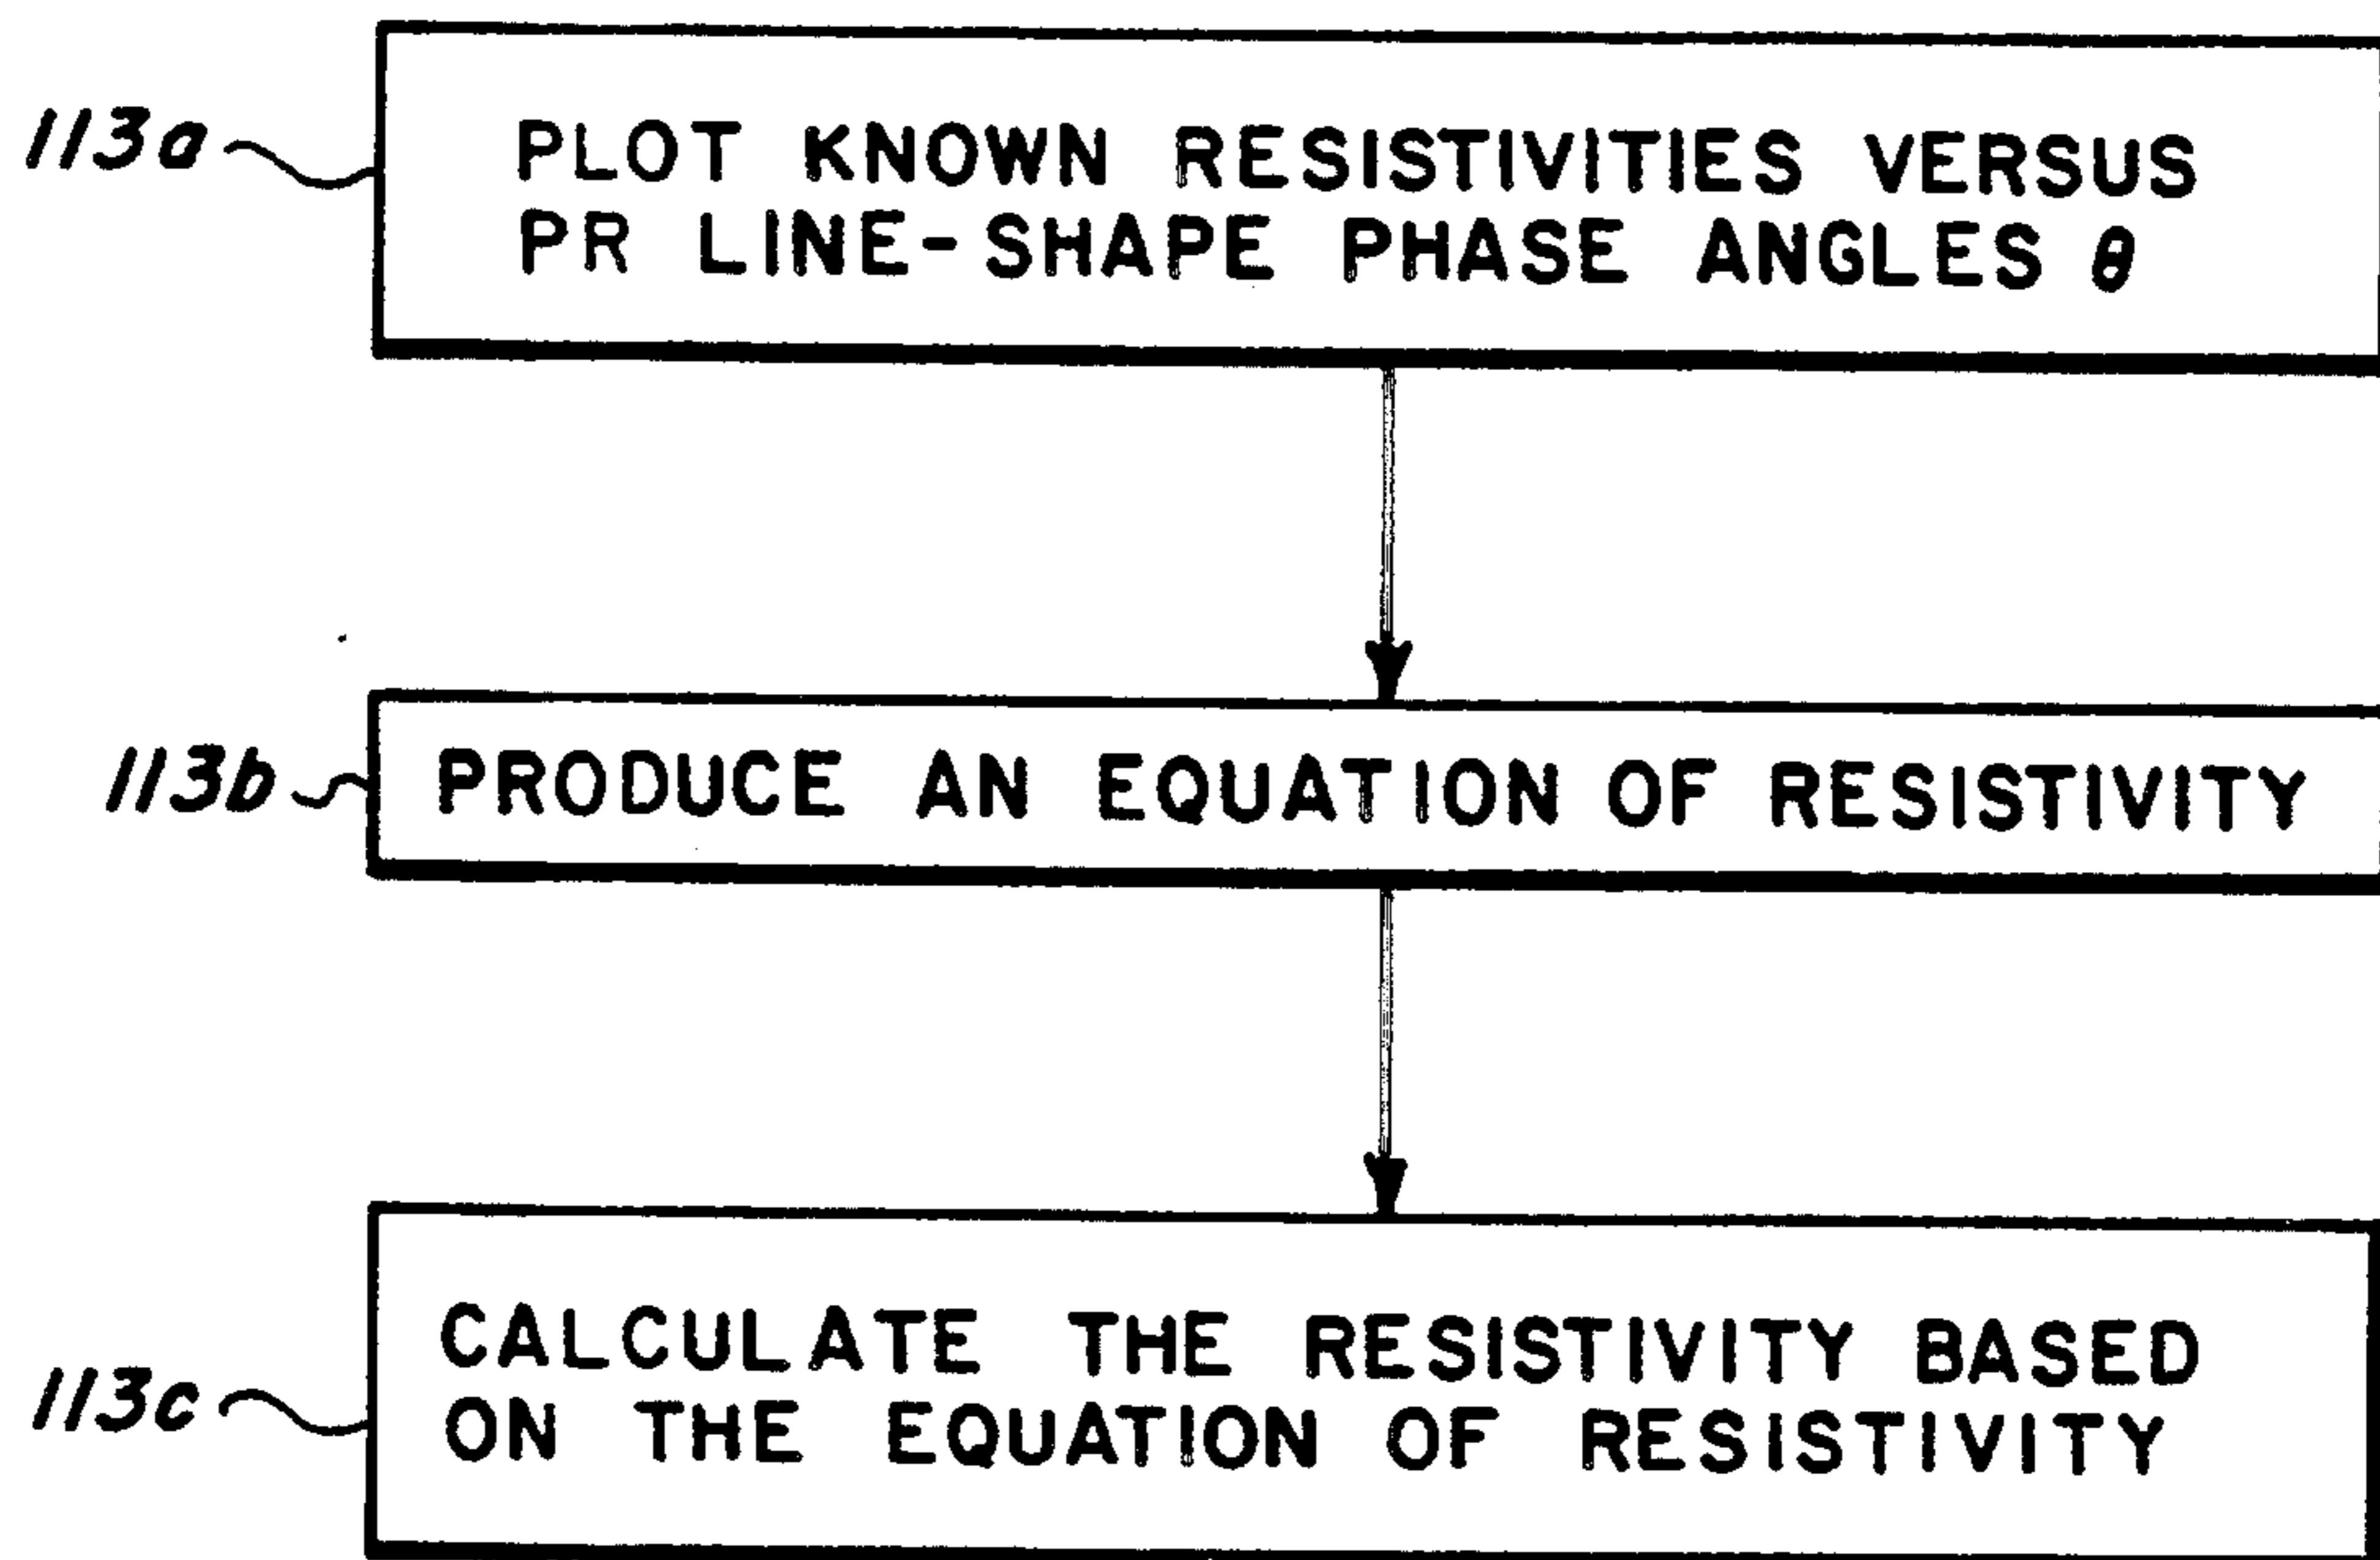 113a
PLOT KNOWN RESISTIVITIES VERSUS
PR LINE-SHAPE PHASE ANGLES θ
113b
PRODUCE AN EQUATION OF RESISTIVITY
113c
CALCULATE THE RESISTIVITY BASED
ON THE EQUATION OF RESISTIVITY